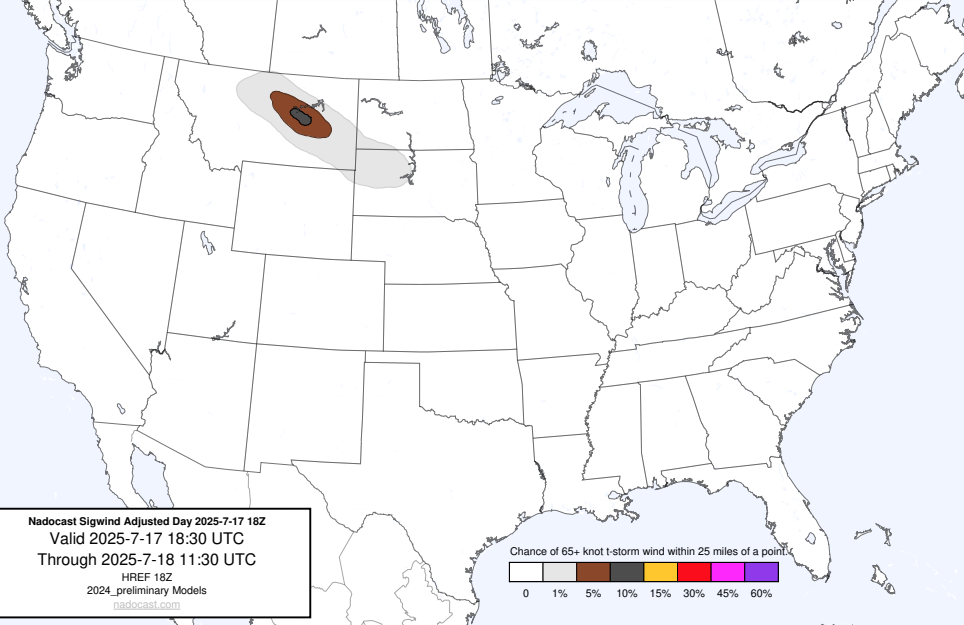 Nadocast Sigwind Adjusted Day 2025-7-17 18Z
Valid 2025-7-17 18:30 UTC
Through 2025-7-18 11:30 UTC
HREF 18Z
2024_preliminary Models
nadocast.com
Chance of 65+ knot t-storm wind within 25 miles of a point.
0 1% 5% 10% 15% 30% 45% 60%